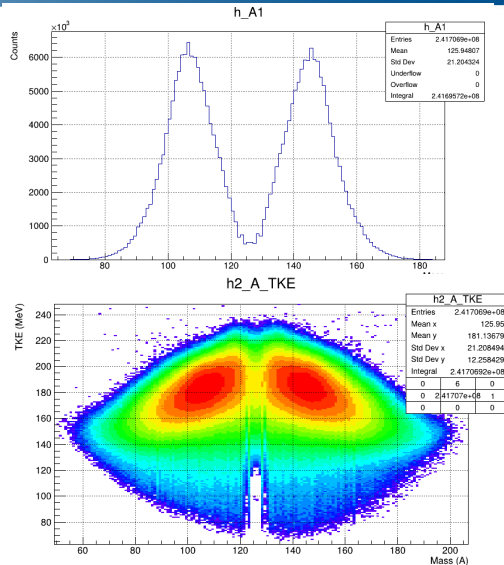 h_A1
Counts
×10³
h_A1
Entries 2.417069e+08
Mean 125.94807
Std Dev 21.204324
Underflow 0
Overflow 0
Integral 2.4169572e+08
6000
5000
4000
3000
2000
1000
0
80 100 120 140 160 180
h2_A_TKE
TKE (MeV)
h2_A_TKE
Entries 2.417069e+08
Mean x 125.95
Mean y 181.13679
Std Dev x 21.208494
Std Dev y 12.258429
Integral 2.4170692e+08
0 6 0
0 2.41707e+08 1
0 0 0
240
220
200
180
160
140
120
100
80
60 80 100 120 140 160 180 200
Mass (A)